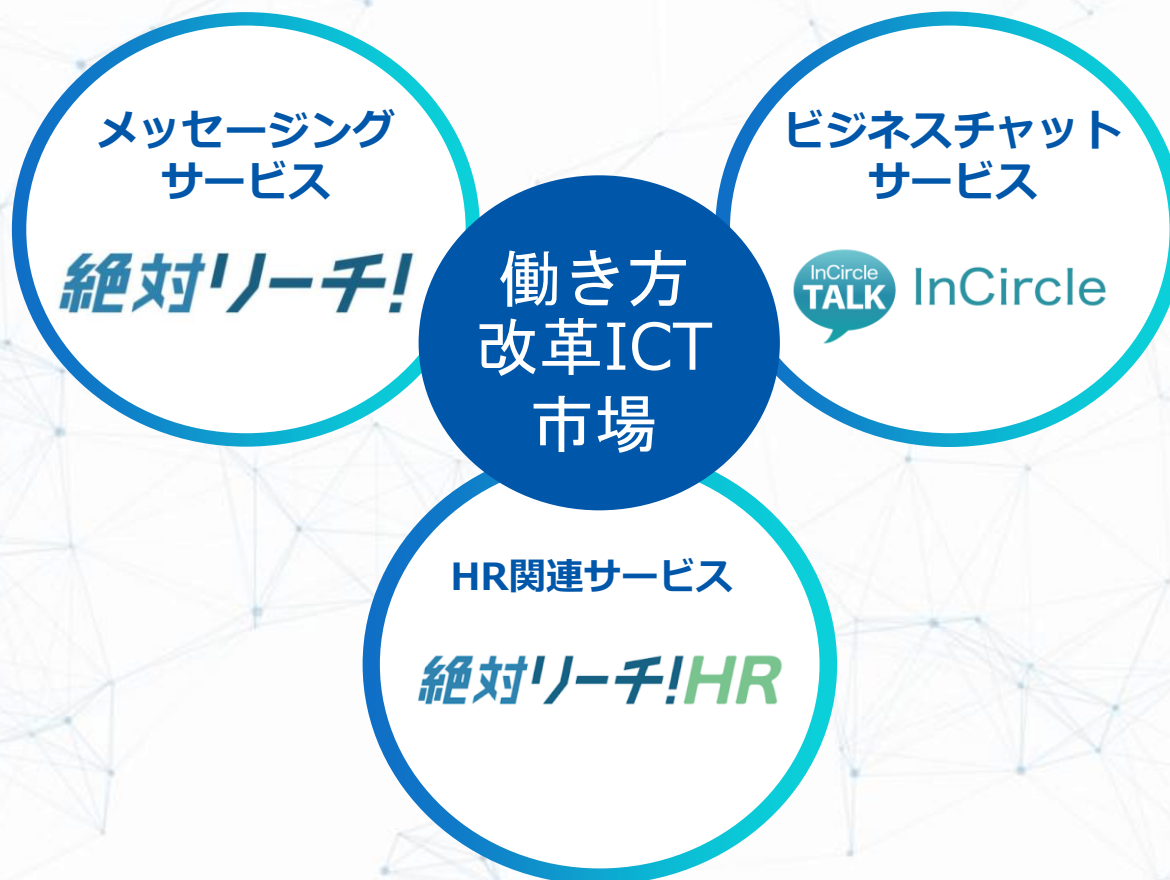 メッセージング
サービス
絶対リーチ!
ビジネスチャット
サービス
InCircle
TALK
InCircle
働き方
改革ICT
市場
HR関連サービス
絶対リーチ!HR